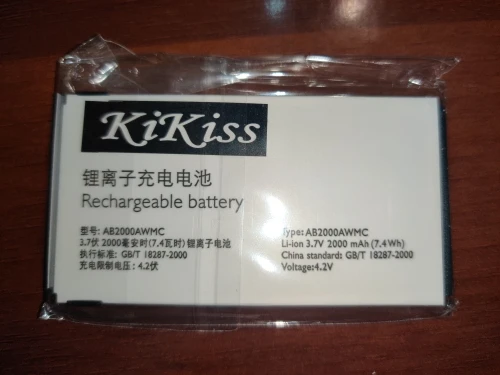 KiKiss
锂离子充电电池
Rechargeable battery
型号: AB2000AWMC
3.7伏 2000毫安时(7.4瓦时)锂离子电池
执行标准: GB/T 18287-2000
充电限制电压: 4.2伏
Type: AB2000AWMC
Li-ion 3.7V 2000 mAh (7.4Wh)
China standard: GB/T 18287-2000
Voltage:4.2V